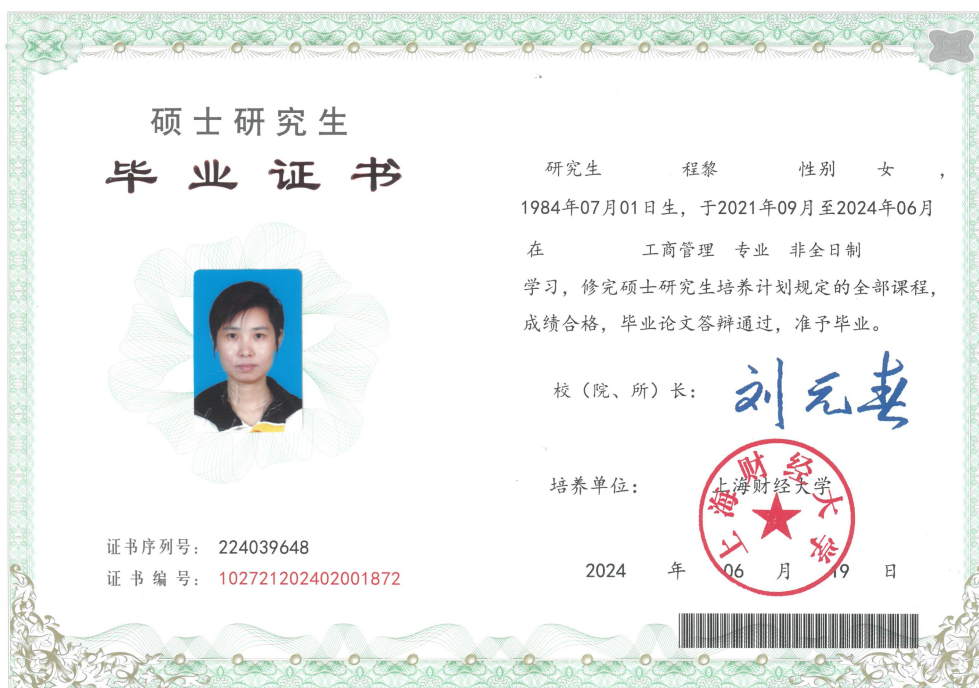 硕士研究生
毕业证书
研究生 程黎 性别 女 ,
1984年07月01日生，于2021年09月至2024年06月
在 工商管理 专业 非全日制
学习，修完硕士研究生培养计划规定的全部课程，
成绩合格，毕业论文答辩通过，准予毕业。
校（院、所）长： 刘元春
培养单位： 上海财经大学
上海财经大学
2024 年 06 月 19 日
证书序列号： 224039648
证书编号： 102721202402001872